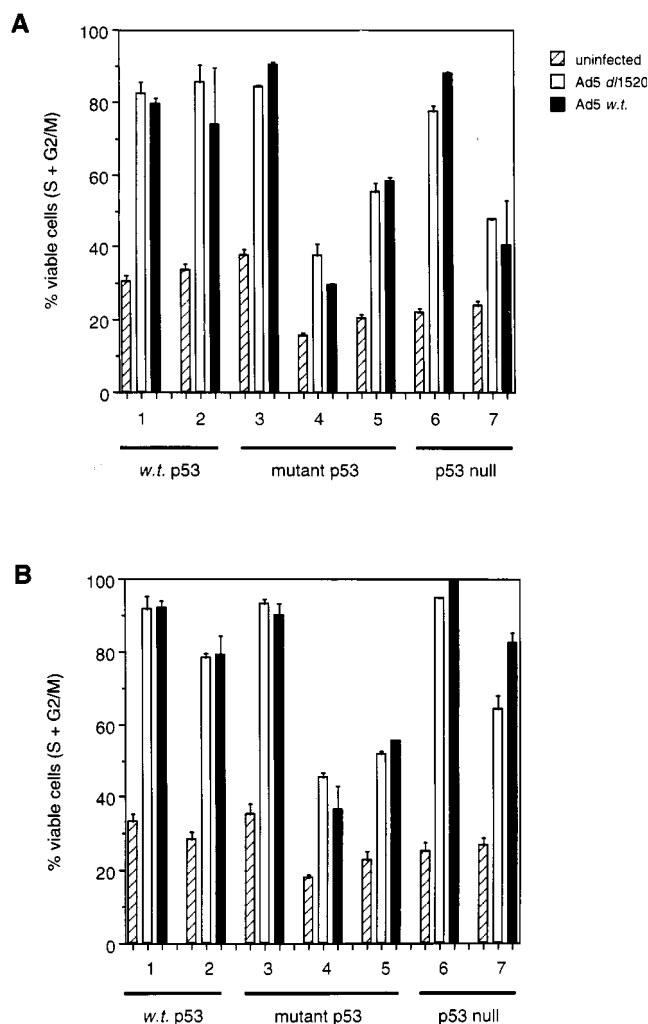 A
100
80
60
40
20
0
% viable cells (S + G2/M)
1 2 3 4 5 6 7
w.t. p53 mutant p53 p53 null
uninfected
Ad5 dl1520
Ad5 w.t.
B
100
80
60
40
20
0
% viable cells (S + G2/M)
1 2 3 4 5 6 7
w.t. p53 mutant p53 p53 null